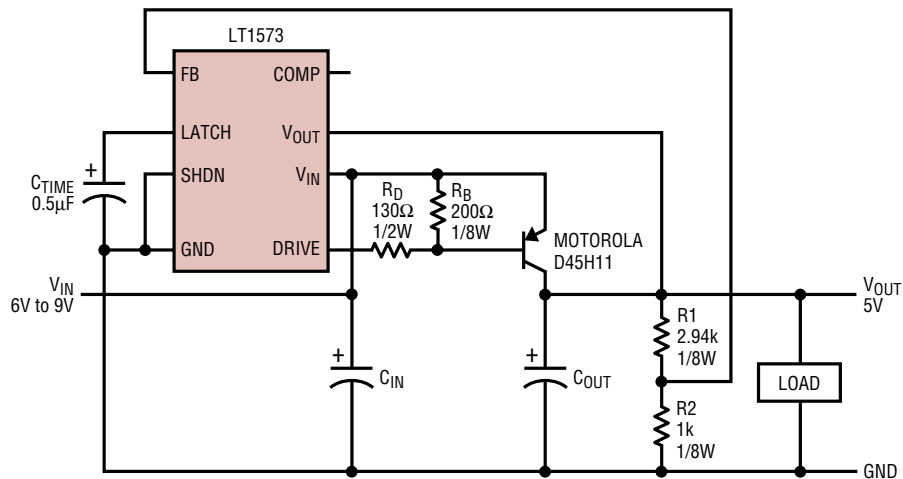 LT1573
FB
COMP
LATCH
VOUT
SHDN
VIN
GND
DRIVE
+
CTIME
0.5µF
RD
130Ω
1/2W
RB
200Ω
1/8W
MOTOROLA
D45H11
VIN
6V to 9V
VOUT
5V
+
CIN
+
COUT
R1
2.94k
1/8W
LOAD
R2
1k
1/8W
GND